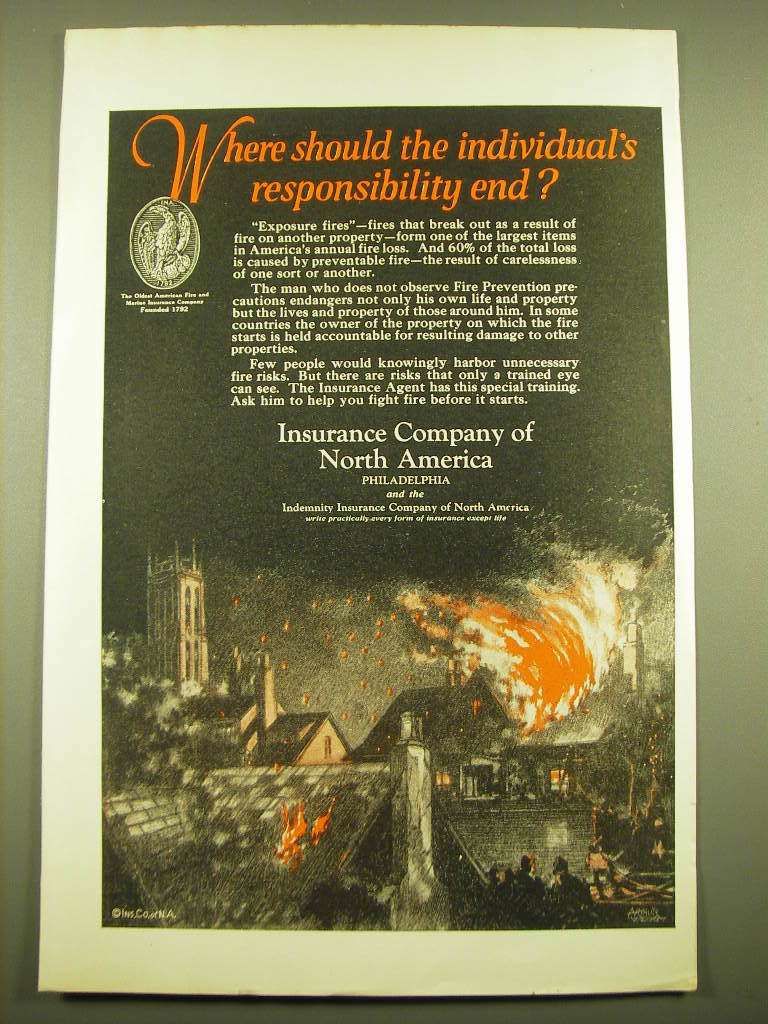 Where should the individual's
responsibility end?
I.N.A.
1792
The Oldest American Fire and
Marine Insurance Company
Founded 1792
"Exposure fires"—fires that break out as a result of
fire on another property—form one of the largest items
in America's annual fire loss. And 60% of the total loss
is caused by preventable fire—the result of carelessness
of one sort or another.
The man who does not observe Fire Prevention pre-
cautions endangers not only his own life and property
but the lives and property of those around him. In some
countries the owner of the property on which the fire
starts is held accountable for resulting damage to other
properties.
Few people would knowingly harbor unnecessary
fire risks. But there are risks that only a trained eye
can see. The Insurance Agent has this special training.
Ask him to help you fight fire before it starts.
Insurance Company of
North America
PHILADELPHIA
and the
Indemnity Insurance Company of North America
write practically every form of insurance except life
©Ins.Co.of N.A.